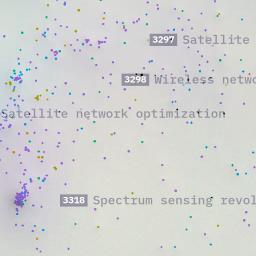 3297 Satellite
3298 Wireless netwo
Satellite network optimization
3318 Spectrum sensing revol